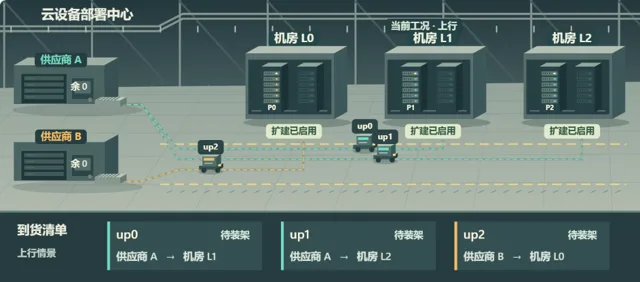 云设备部署中心
当前工况 · 上行
机房 L0
机房 L1
机房 L2
供应商 A
余 0
P0
P1
P2
扩建已启用
扩建已启用
扩建已启用
供应商 B
余 0
up0
up1
up2
到货清单
上行情景
up0 待装架
供应商 A → 机房 L1
up1 待装架
供应商 A → 机房 L2
up2 待装架
供应商 B → 机房 L0